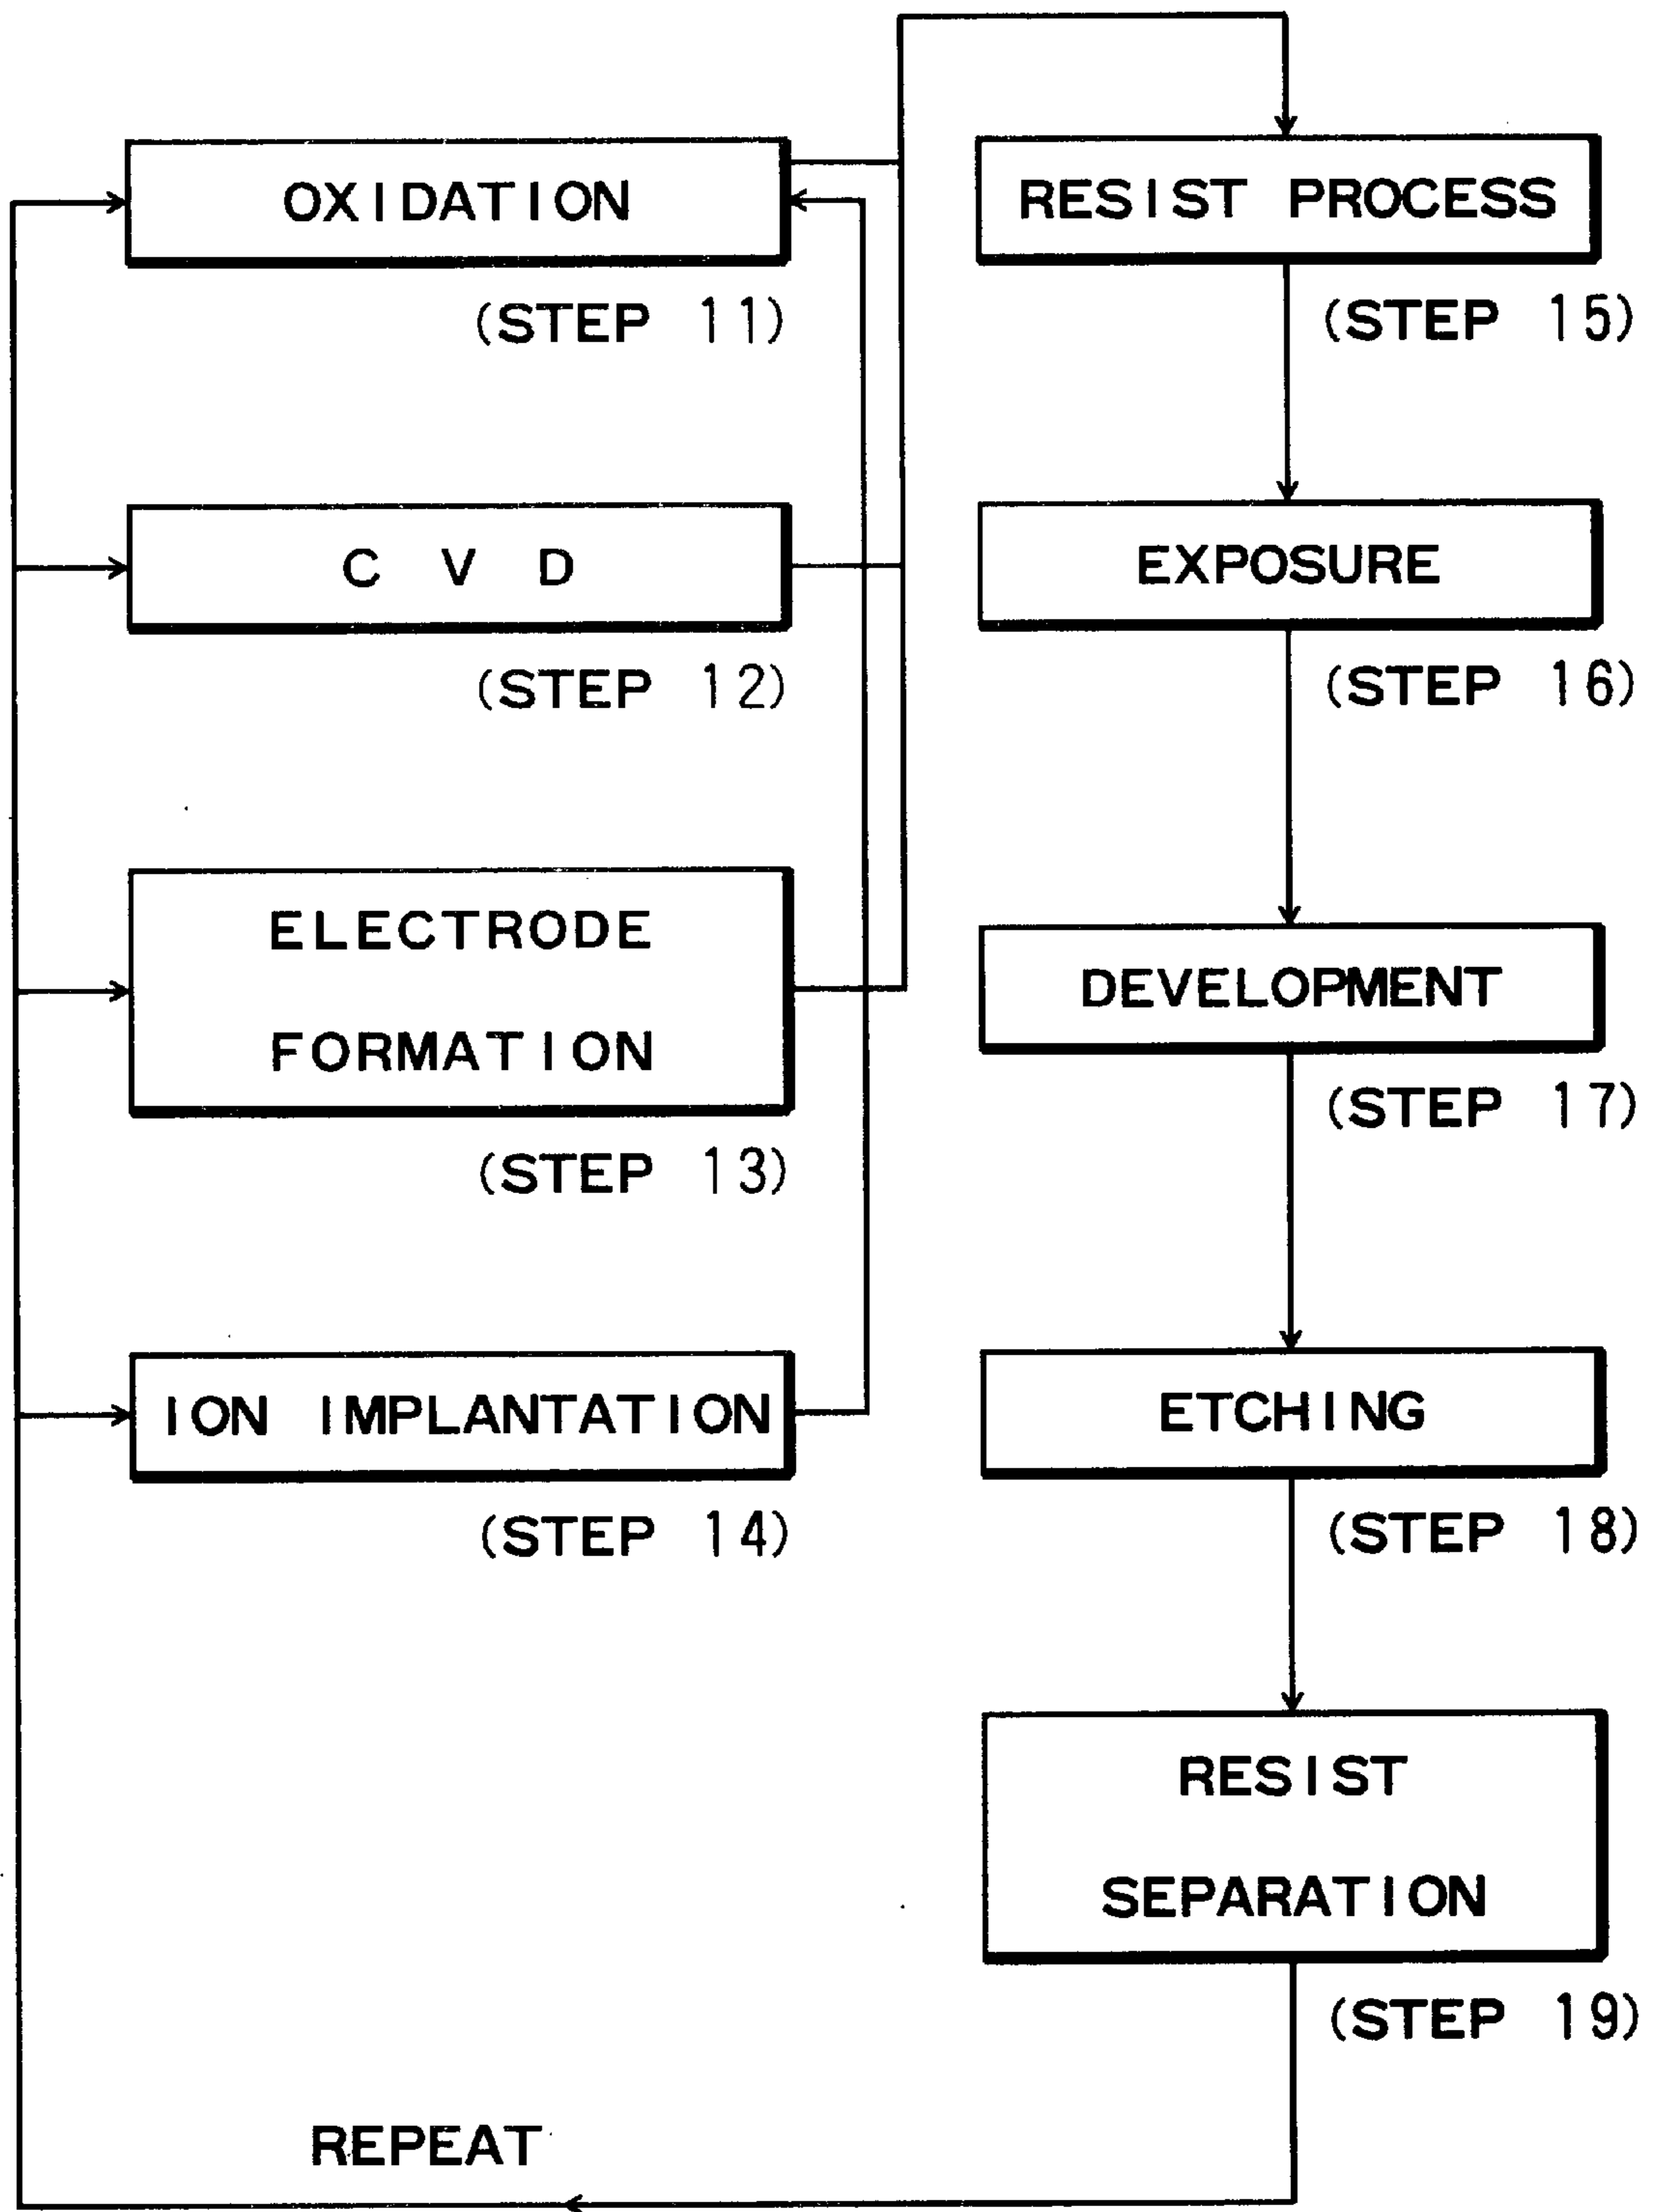 OXIDATION
(STEP 11)
C V D
(STEP 12)
ELECTRODE
FORMATION
(STEP 13)
ION IMPLANTATION
(STEP 14)
RESIST PROCESS
(STEP 15)
EXPOSURE
(STEP 16)
DEVELOPMENT
(STEP 17)
ETCHING
(STEP 18)
RESIST
SEPARATION
(STEP 19)
REPEAT